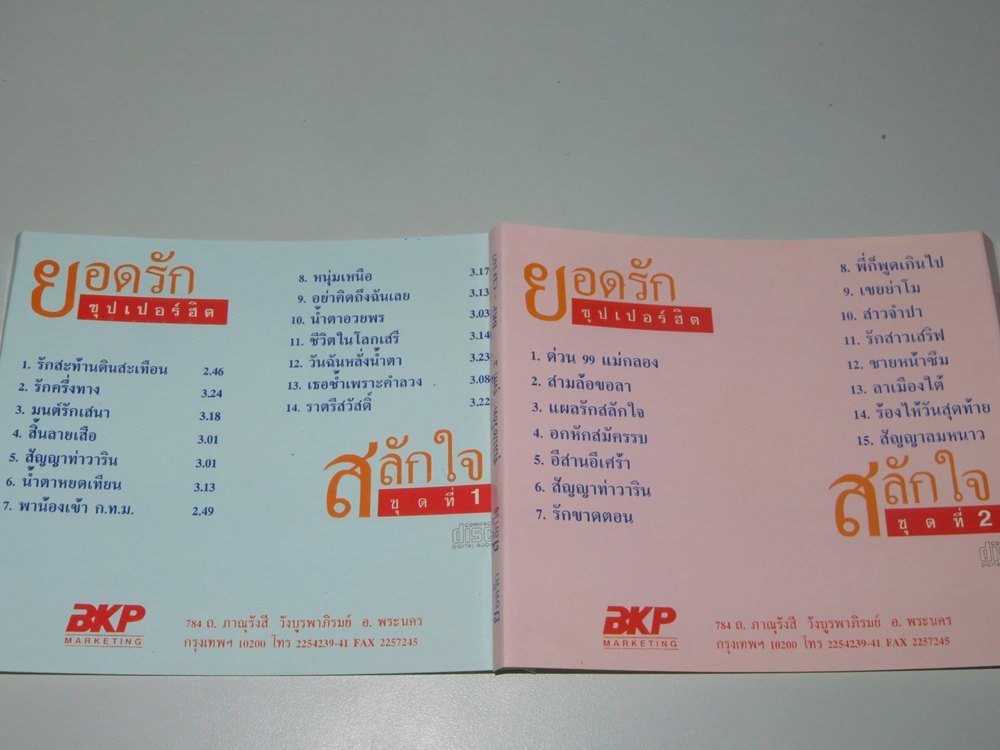 ยอดรัก
ซุปเปอร์ฮิต
1. รักสะท้านดินสะเทือน 2.46
2. รักครึ่งทาง 3.24
3. มนต์รักเสนา 3.18
4. สิ้นลายเสือ 3.01
5. สัญญาท่าวาริน 3.01
6. น้ำตาหยดเทียน 3.13
7. พาน้องเข้า ก.ท.ม. 2.49
8. หนุ่มเหนือ 3.17
9. อย่าคิดถึงฉันเลย 3.13
10. น้ำตาอวยพร 3.03
11. ชีวิตในโลกเสรี 3.14
12. วันฉันหลั่งน้ำตา 3.23
13. เธอช้ำเพราะคำลวง 3.08
14. ราตรีสวัสดิ์ 3.22
สลักใจ
ชุดที่ 1
COMPACT
disc
DIGITAL AUDIO
BKP
MARKETING
784 ถ. ภาณุรังสี วังบูรพาภิรมย์ อ. พระนคร
กรุงเทพฯ 10200 โทร 2254239-41 FAX 2257245
ยอดรัก สลักใจ
ยอดรัก
ซุปเปอร์ฮิต
1. ด่วน 99 แม่กลอง
2. สามล้อขอลา
3. แผลรักสลักใจ
4. อกหักสมัครรบ
5. อีสานอีเศร้า
6. สัญญาท่าวาริน
7. รักขาดตอน
8. พี่ก็พูดเกินไป
9. เขยย่าโม
10. สาวจำปา
11. รักสาวเสริฟ
12. ชายหน้าซึม
13. ลาเมืองใต้
14. ร้องไห้วันสุดท้าย
15. สัญญาลมหนาว
สลักใจ
ชุดที่ 2
BKP
MARKETING
784 ถ. ภาณุรังสี วังบูรพาภิรมย์ อ. พระนคร
กรุงเทพฯ 10200 โทร 2254239-41 FAX 2257245